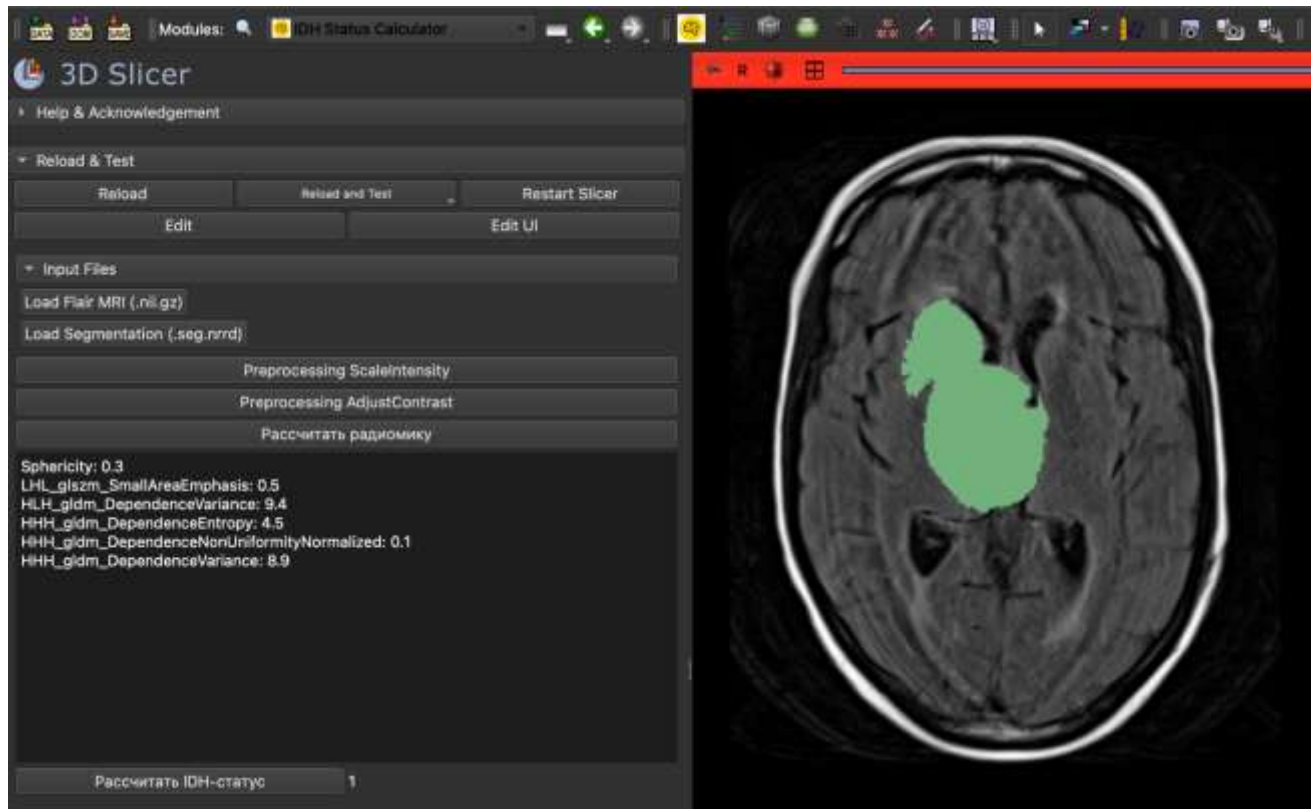 DATA
DCM
SAVE
Modules:
IDH Status Calculator
3D Slicer
Help & Acknowledgement
Reload & Test
Reload
Reload and Test
Restart Slicer
Edit
Edit UI
Input Files
Load Flair MRI (.nii.gz)
Load Segmentation (.seg.nrrd)
Preprocessing ScaleIntensity
Preprocessing AdjustContrast
Рассчитать радиомику
Sphericity: 0.3
LHL_glszm_SmallAreaEmphasis: 0.5
HLH_gldm_DependenceVariance: 9.4
HHH_gldm_DependenceEntropy: 4.5
HHH_gldm_DependenceNonUniformityNormalized: 0.1
HHH_gldm_DependenceVariance: 8.9
Рассчитать IDH-статус
1
R